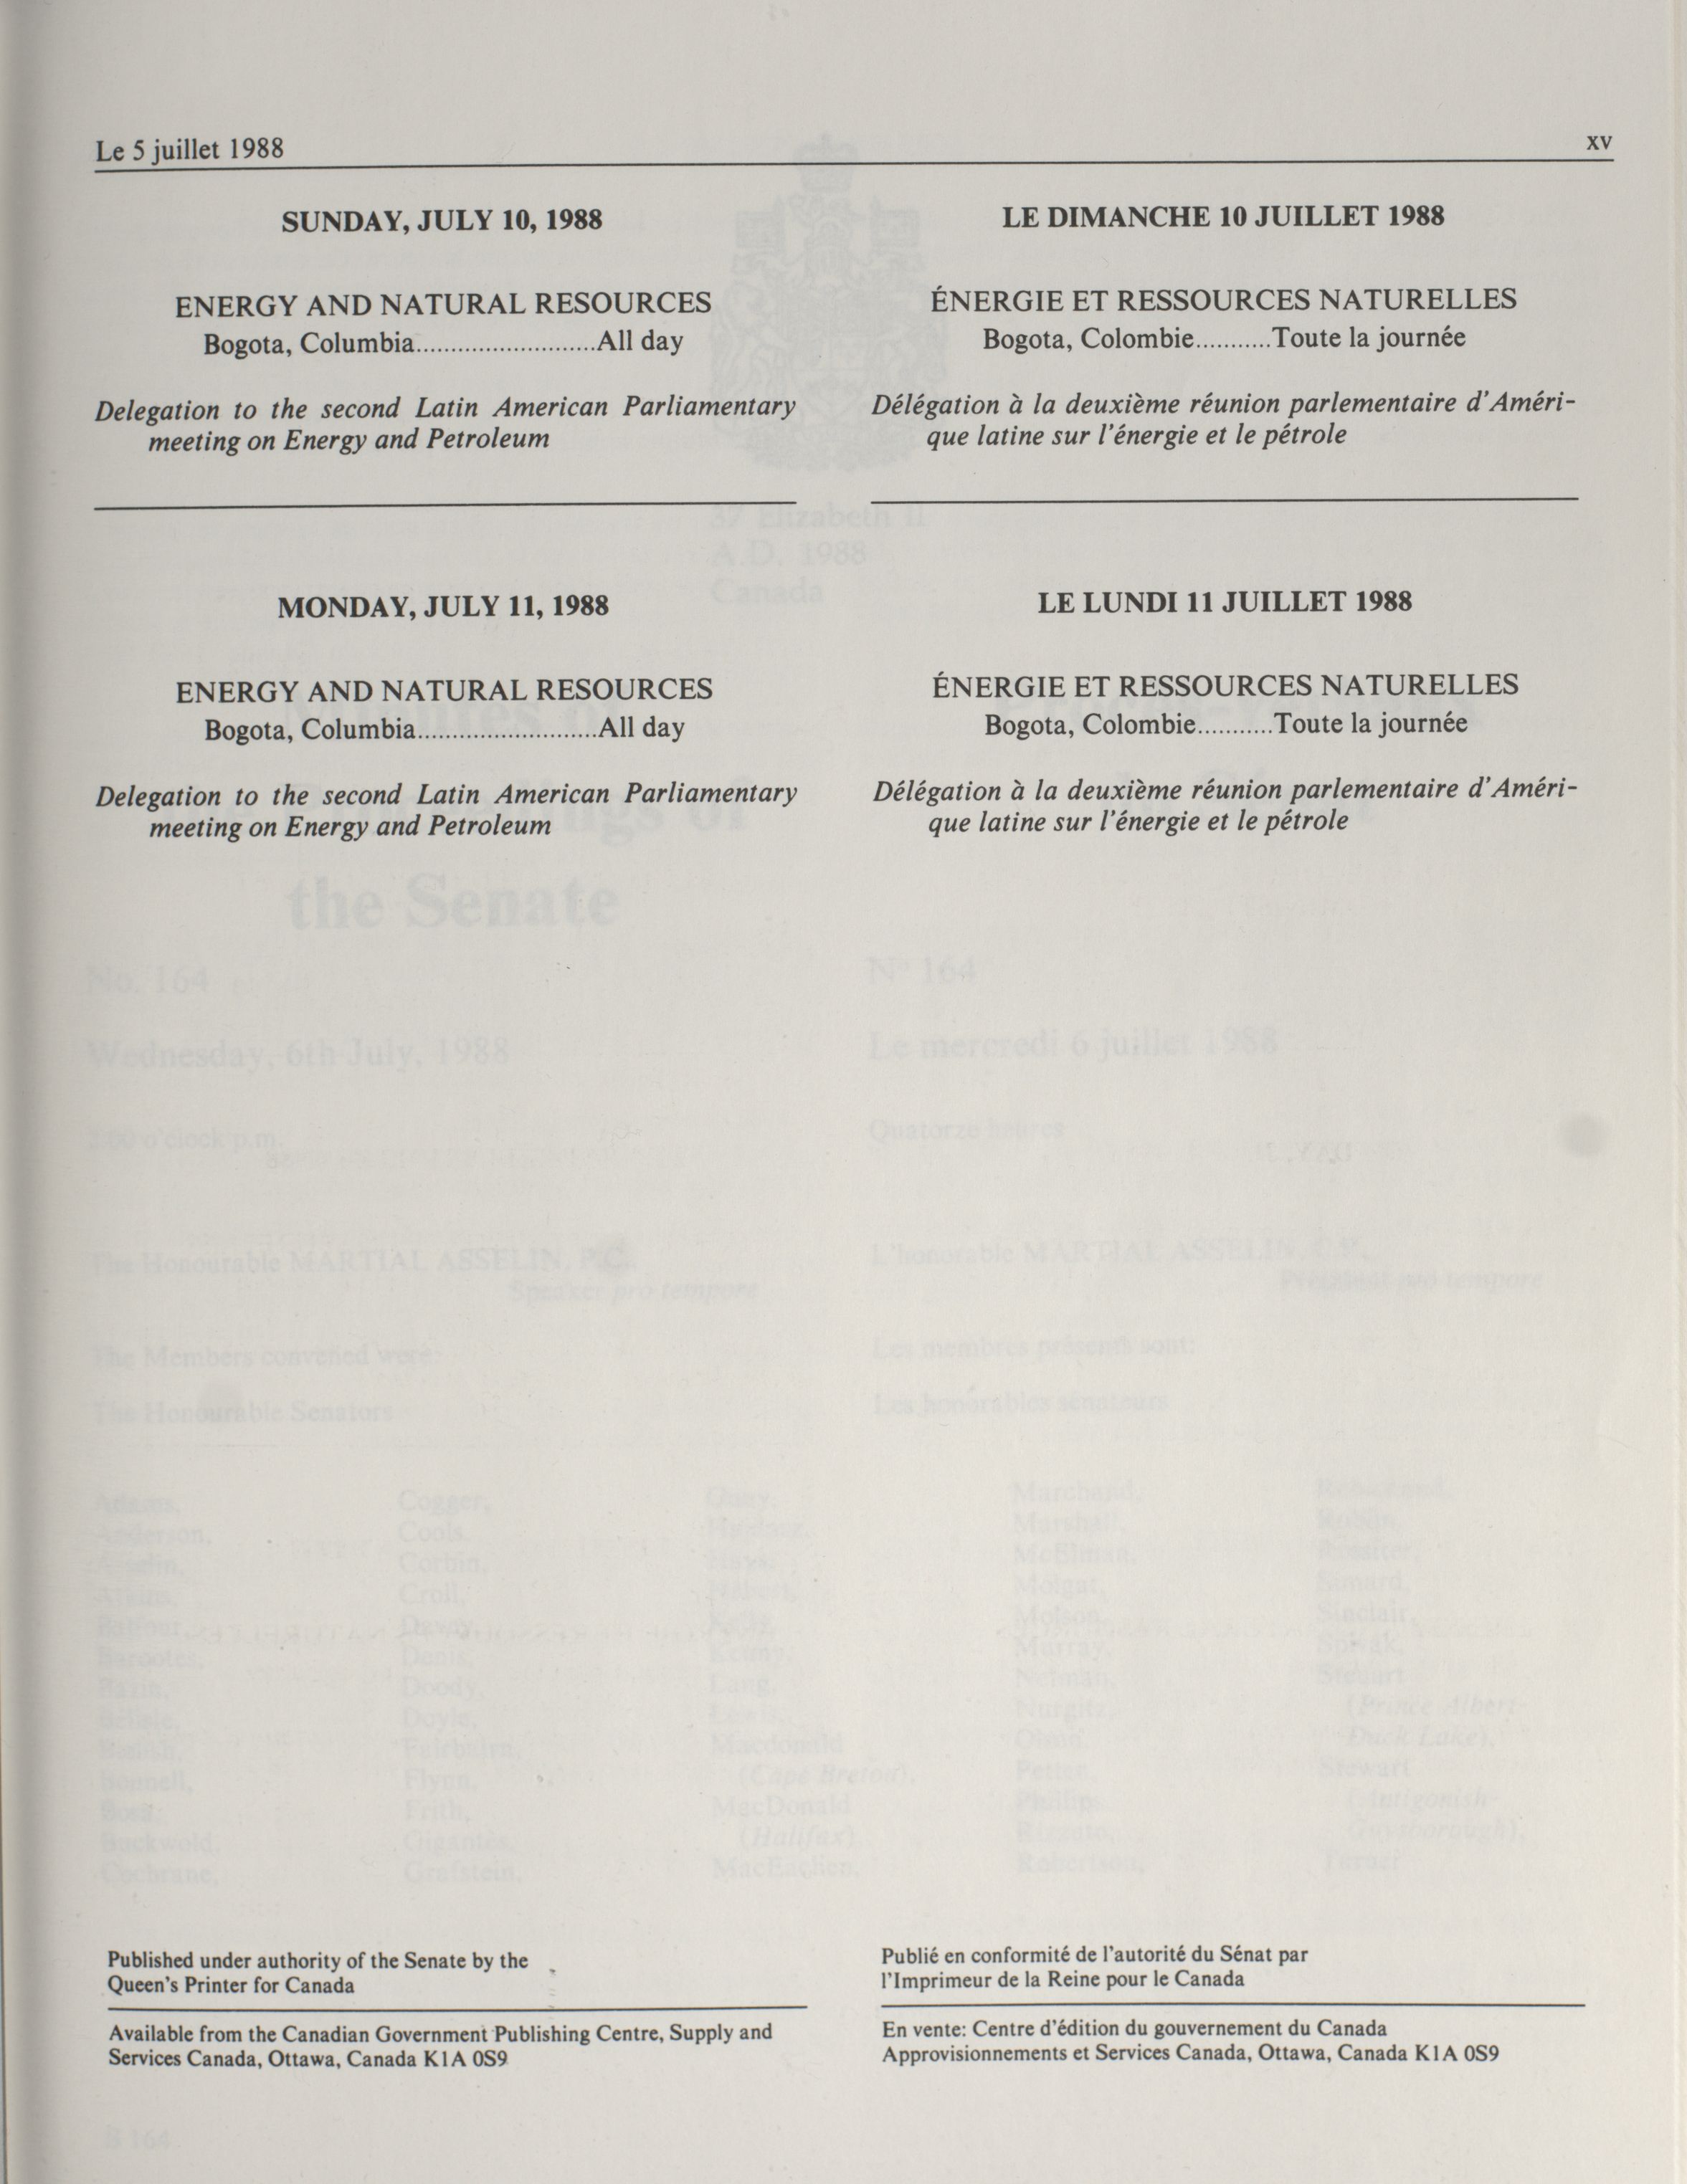 Le 5 juillet 1988
xv
SUNDAY, JULY 10, 1988
ENERGY AND NATURAL RESOURCES
Bogota, Columbia..........................All day
Delegation to the second Latin American Parliamentary
meeting on Energy and Petroleum
MONDAY, JULY 11, 1988
ENERGY AND NATURAL RESOURCES
Bogota, Columbia..........................All day
Delegation to the second Latin American Parliamentary
meeting on Energy and Petroleum
LE DIMANCHE 10 JUILLET 1988
ÉNERGIE ET RESSOURCES NATURELLES
Bogota, Colombie...........Toute la journée
Délégation à la deuxième réunion parlementaire d'Améri-
que latine sur l'énergie et le pétrole
LE LUNDI 11 JUILLET 1988
ÉNERGIE ET RESSOURCES NATURELLES
Bogota, Colombie...........Toute la journée
Délégation à la deuxième réunion parlementaire d'Améri-
que latine sur l'énergie et le pétrole
Published under authority of the Senate by the
Queen's Printer for Canada
Available from the Canadian Government Publishing Centre, Supply and
Services Canada, Ottawa, Canada K1A 0S9
Publié en conformité de l'autorité du Sénat par
l'Imprimeur de la Reine pour le Canada
En vente: Centre d'édition du gouvernement du Canada
Approvisionnements et Services Canada, Ottawa, Canada K1A 0S9